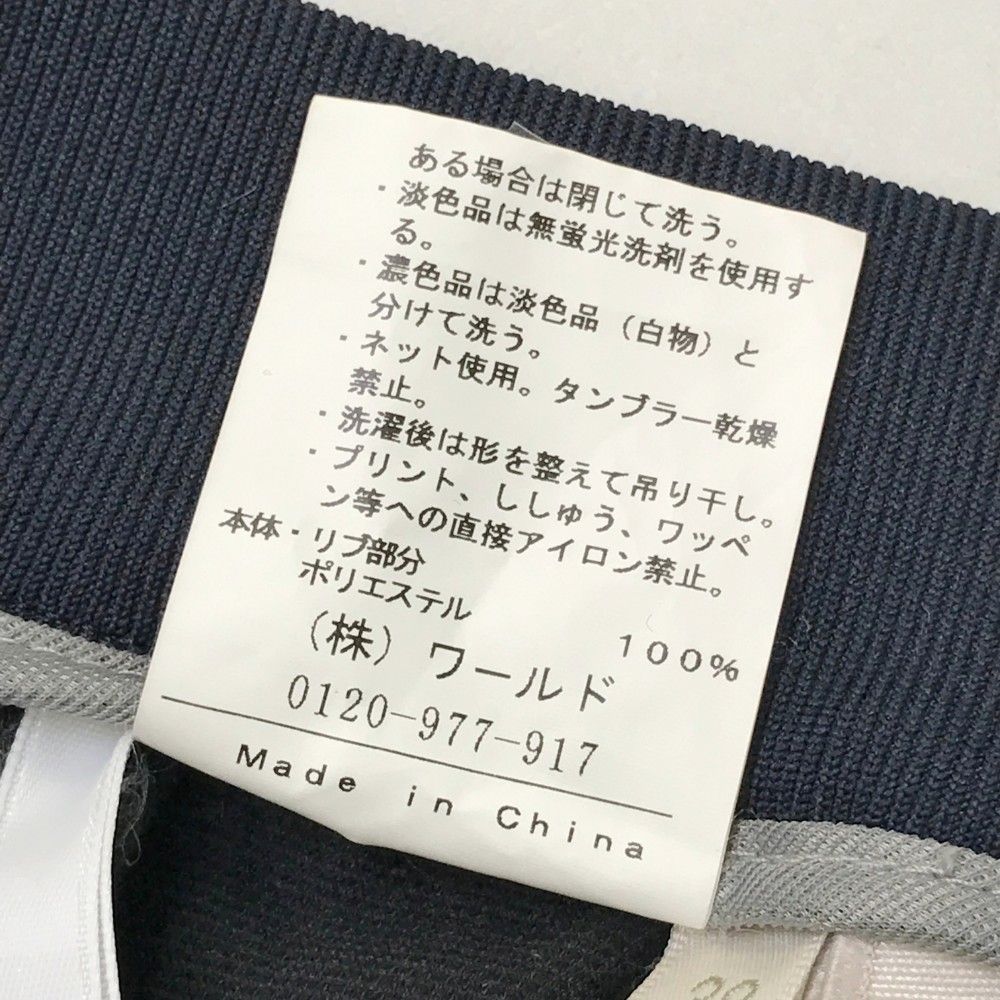 ある場合は閉じて洗う。
・淡色品は無蛍光洗剤を使用す
る。
・濃色品は淡色品（白物）と
分けて洗う。
・ネット使用。タンブラー乾燥
禁止。
・洗濯後は形を整えて吊り干し。
・プリント、ししゅう、ワッペ
ン等への直接アイロン禁止。
本体・リブ部分
ポリエステル　　　１００％
（株）ワールド
0120-977-917
Made in China